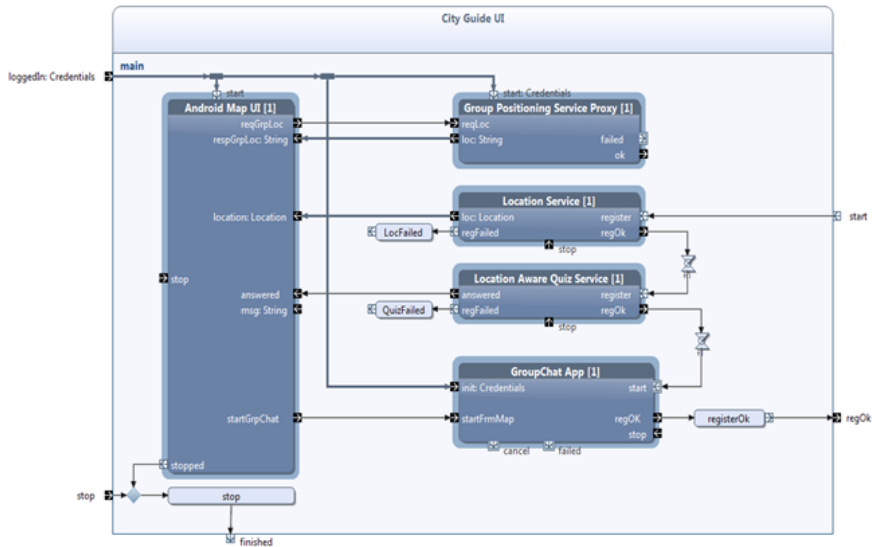 City Guide UI
main
loggedIn: Credentials
start
start: Credentials
Android Map UI [1]
Group Positioning Service Proxy [1]
reqGrpLoc
reqLoc
respGrpLoc: String
loc: String
failed
ok
Location Service [1]
location: Location
loc: Location
register
start
LocFailed
regFailed
regOk
stop
Location Aware Quiz Service [1]
stop
answered
answered
register
msg: String
QuizFailed
regFailed
regOk
stop
GroupChat App [1]
init: Credentials
start
startGrpChat
startFrmMap
regOK
registerOk
regOk
stop
cancel
failed
stopped
stop
stop
finished